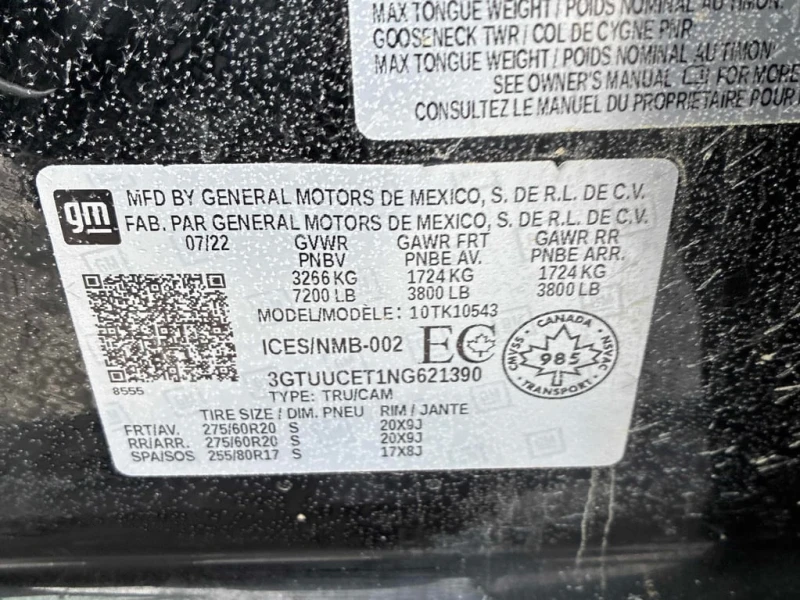 MAX TONGUE WEIGHT / POIDS NOMINAL AU TIMON:
GOOSENECK TWR / COL DE CYGNE PNR
MAX TONGUE WEIGHT / POIDS NOMINAL AU TIMON:
SEE OWNER'S MANUAL FOR MORE
CONSULTEZ LE MANUEL DU PROPRIETAIRE POUR
gm
MFD BY GENERAL MOTORS DE MEXICO, S. DE R.L. DE C.V.
FAB. PAR GENERAL MOTORS DE MEXICO, S. DE R.L. DE C.V.
07/22 GVWR GAWR FRT GAWR RR
PNBV PNBE AV. PNBE ARR.
3266 KG 1724 KG 1724 KG
7200 LB 3800 LB 3800 LB
MODEL/MODÈLE: 10TK10543
ICES/NMB-002 EC
CANADA
CMVSS 985 NSVAC
TRANSPORT
3GTUUCET1NG621390
8555
TYPE: TRU/CAM
TIRE SIZE / DIM. PNEU RIM / JANTE
FRT/AV. 275/60R20 S 20X9J
RR/ARR. 275/60R20 S 20X9J
SPA/SOS 255/80R17 S 17X8J